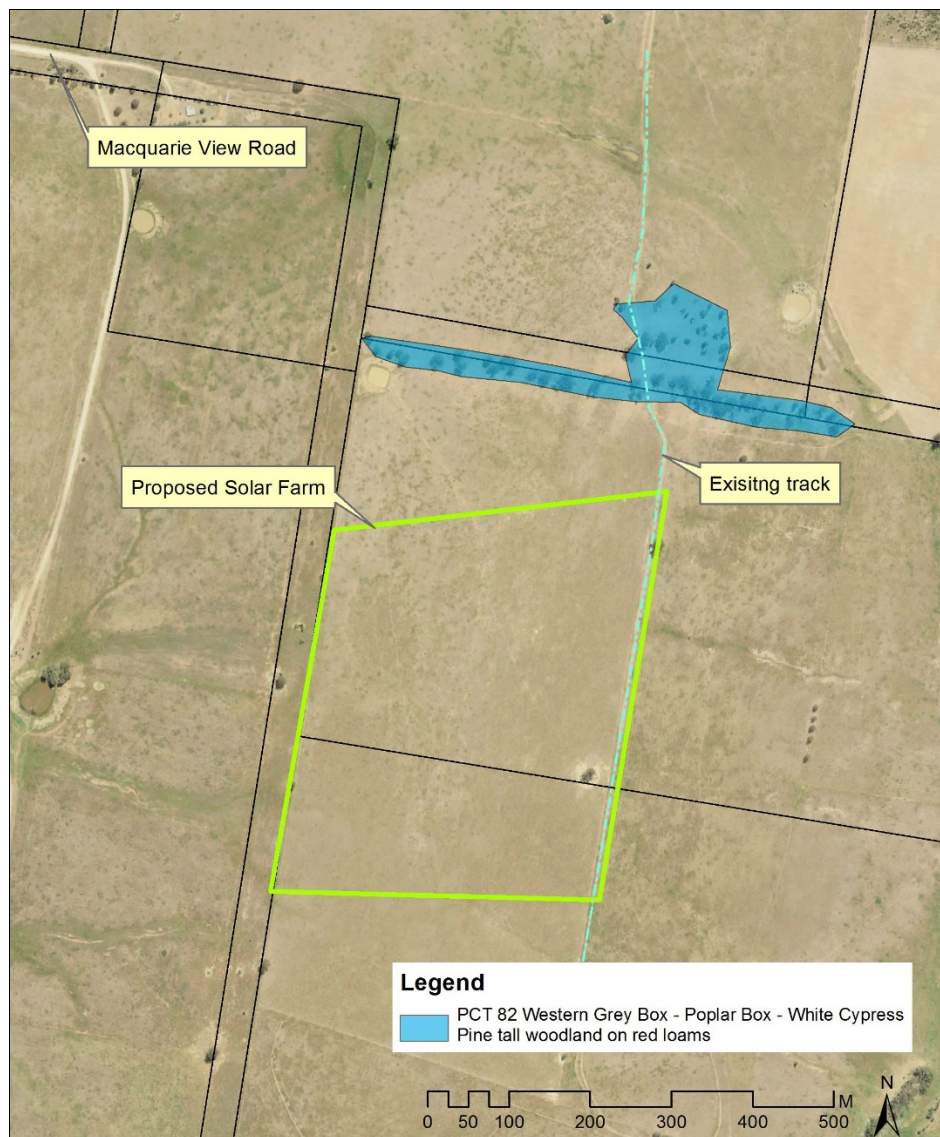 Macquarie View Road
Proposed Solar Farm
Exisitng track
Legend
PCT 82 Western Grey Box - Poplar Box - White Cypress
Pine tall woodland on red loams
N
M
0 50 100 200 300 400 500